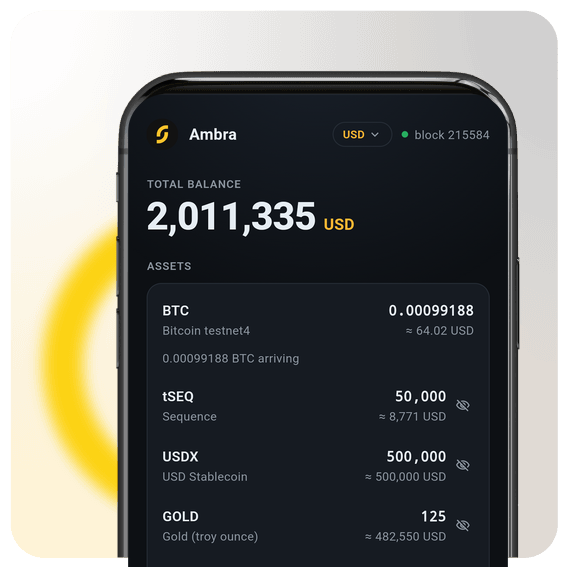 Ambra
USD
block 215584
TOTAL BALANCE
2,011,335 USD
ASSETS
BTC
0.00099188
Bitcoin testnet4
≈ 64.02 USD
0.00099188 BTC arriving
tSEQ
50,000
Sequence
≈ 8,771 USD
USDX
500,000
USD Stablecoin
≈ 500,000 USD
GOLD
125
Gold (troy ounce)
≈ 482,550 USD